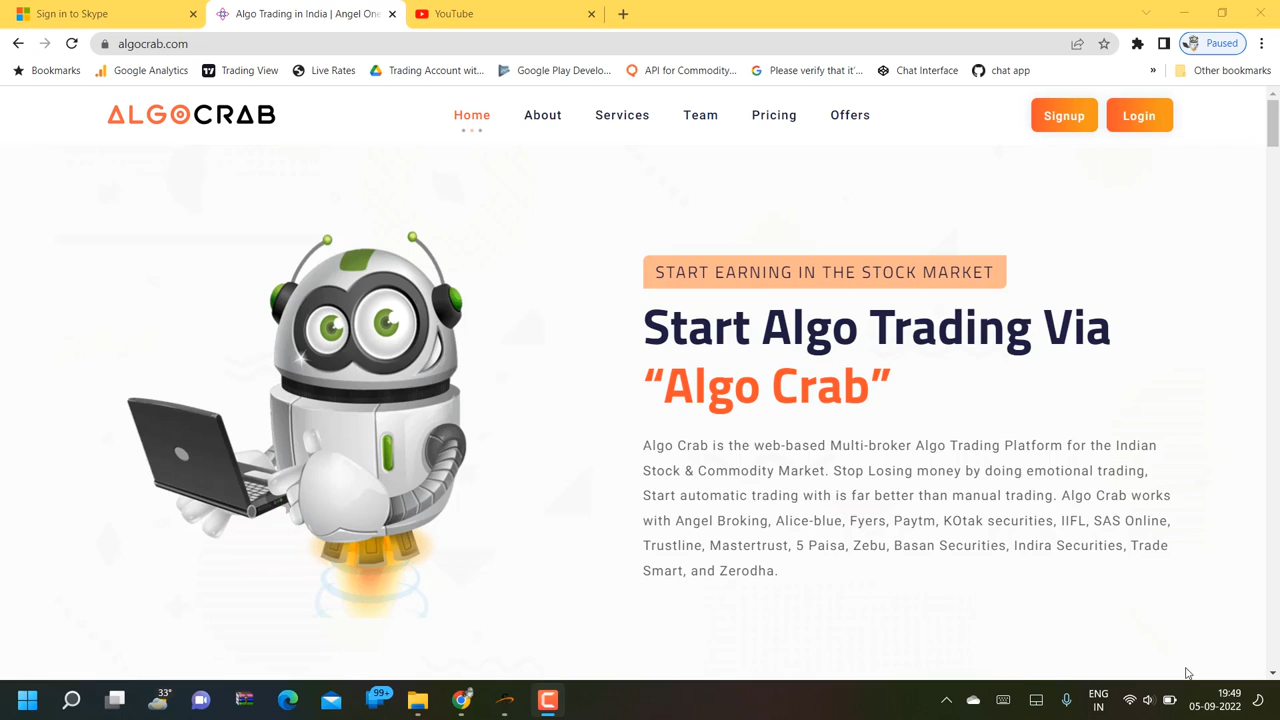 Sign in to Skype
Algo Trading in India | Angel One
YouTube
algocrab.com
Paused
Bookmarks
Google Analytics
Trading View
Live Rates
Trading Account wit...
Google Play Develo...
API for Commodity...
Please verify that it'...
Chat Interface
chat app
»
Other bookmarks
ALGOCRAB
Home
About
Services
Team
Pricing
Offers
Signup
Login
START EARNING IN THE STOCK MARKET
Start Algo Trading Via
“Algo Crab”
Algo Crab is the web-based Multi-broker Algo Trading Platform for the Indian
Stock & Commodity Market. Stop Losing money by doing emotional trading,
Start automatic trading with is far better than manual trading. Algo Crab works
with Angel Broking, Alice-blue, Fyers, Paytm, KOtak securities, IIFL, SAS Online,
Trustline, Mastertrust, 5 Paisa, Zebu, Basan Securities, Indira Securities, Trade
Smart, and Zerodha.
33°
99+
ENG
IN
19:49
05-09-2022